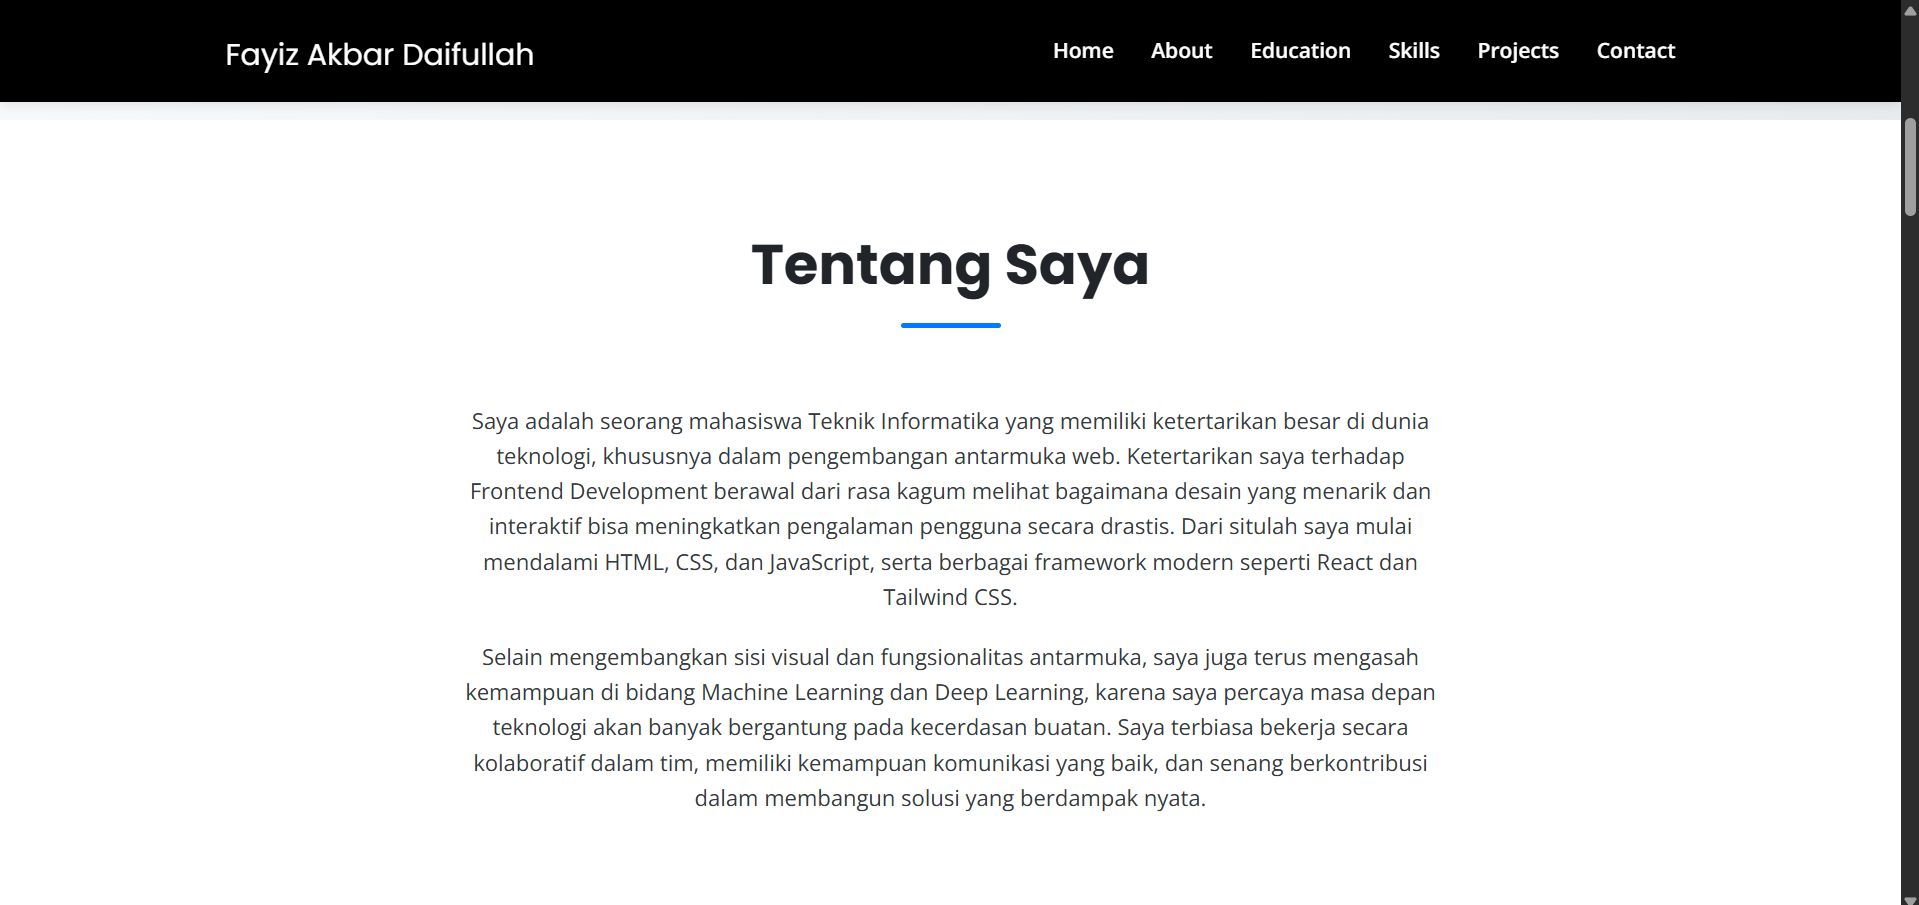 Fayiz Akbar Daifullah
Home About Education Skills Projects Contact
Tentang Saya
Saya adalah seorang mahasiswa Teknik Informatika yang memiliki ketertarikan besar di dunia
teknologi, khususnya dalam pengembangan antarmuka web. Ketertarikan saya terhadap
Frontend Development berawal dari rasa kagum melihat bagaimana desain yang menarik dan
interaktif bisa meningkatkan pengalaman pengguna secara drastis. Dari situlah saya mulai
mendalami HTML, CSS, dan JavaScript, serta berbagai framework modern seperti React dan
Tailwind CSS.
Selain mengembangkan sisi visual dan fungsionalitas antarmuka, saya juga terus mengasah
kemampuan di bidang Machine Learning dan Deep Learning, karena saya percaya masa depan
teknologi akan banyak bergantung pada kecerdasan buatan. Saya terbiasa bekerja secara
kolaboratif dalam tim, memiliki kemampuan komunikasi yang baik, dan senang berkontribusi
dalam membangun solusi yang berdampak nyata.